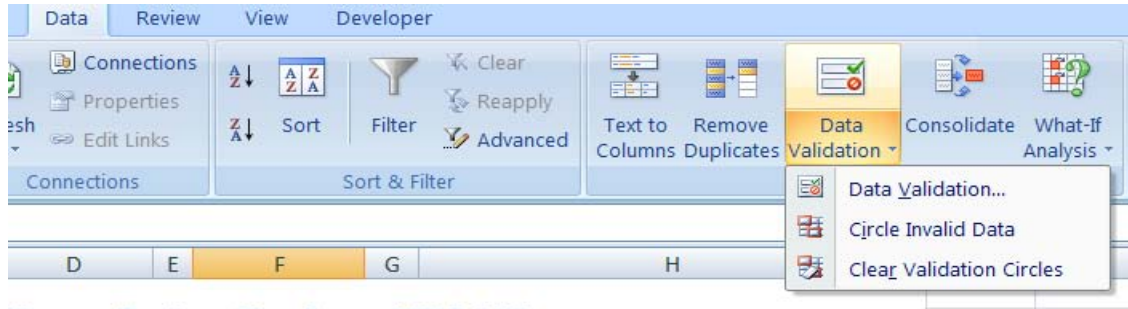 Data Review View Developer
Connections
Properties
Edit Links
esh
Connections
Sort
Filter
Clear
Reapply
Advanced
Sort & Filter
Text to
Columns
Remove
Duplicates
Data
Validation
Consolidate
What-If
Analysis
Data Validation...
Circle Invalid Data
Clear Validation Circles
D E F G H